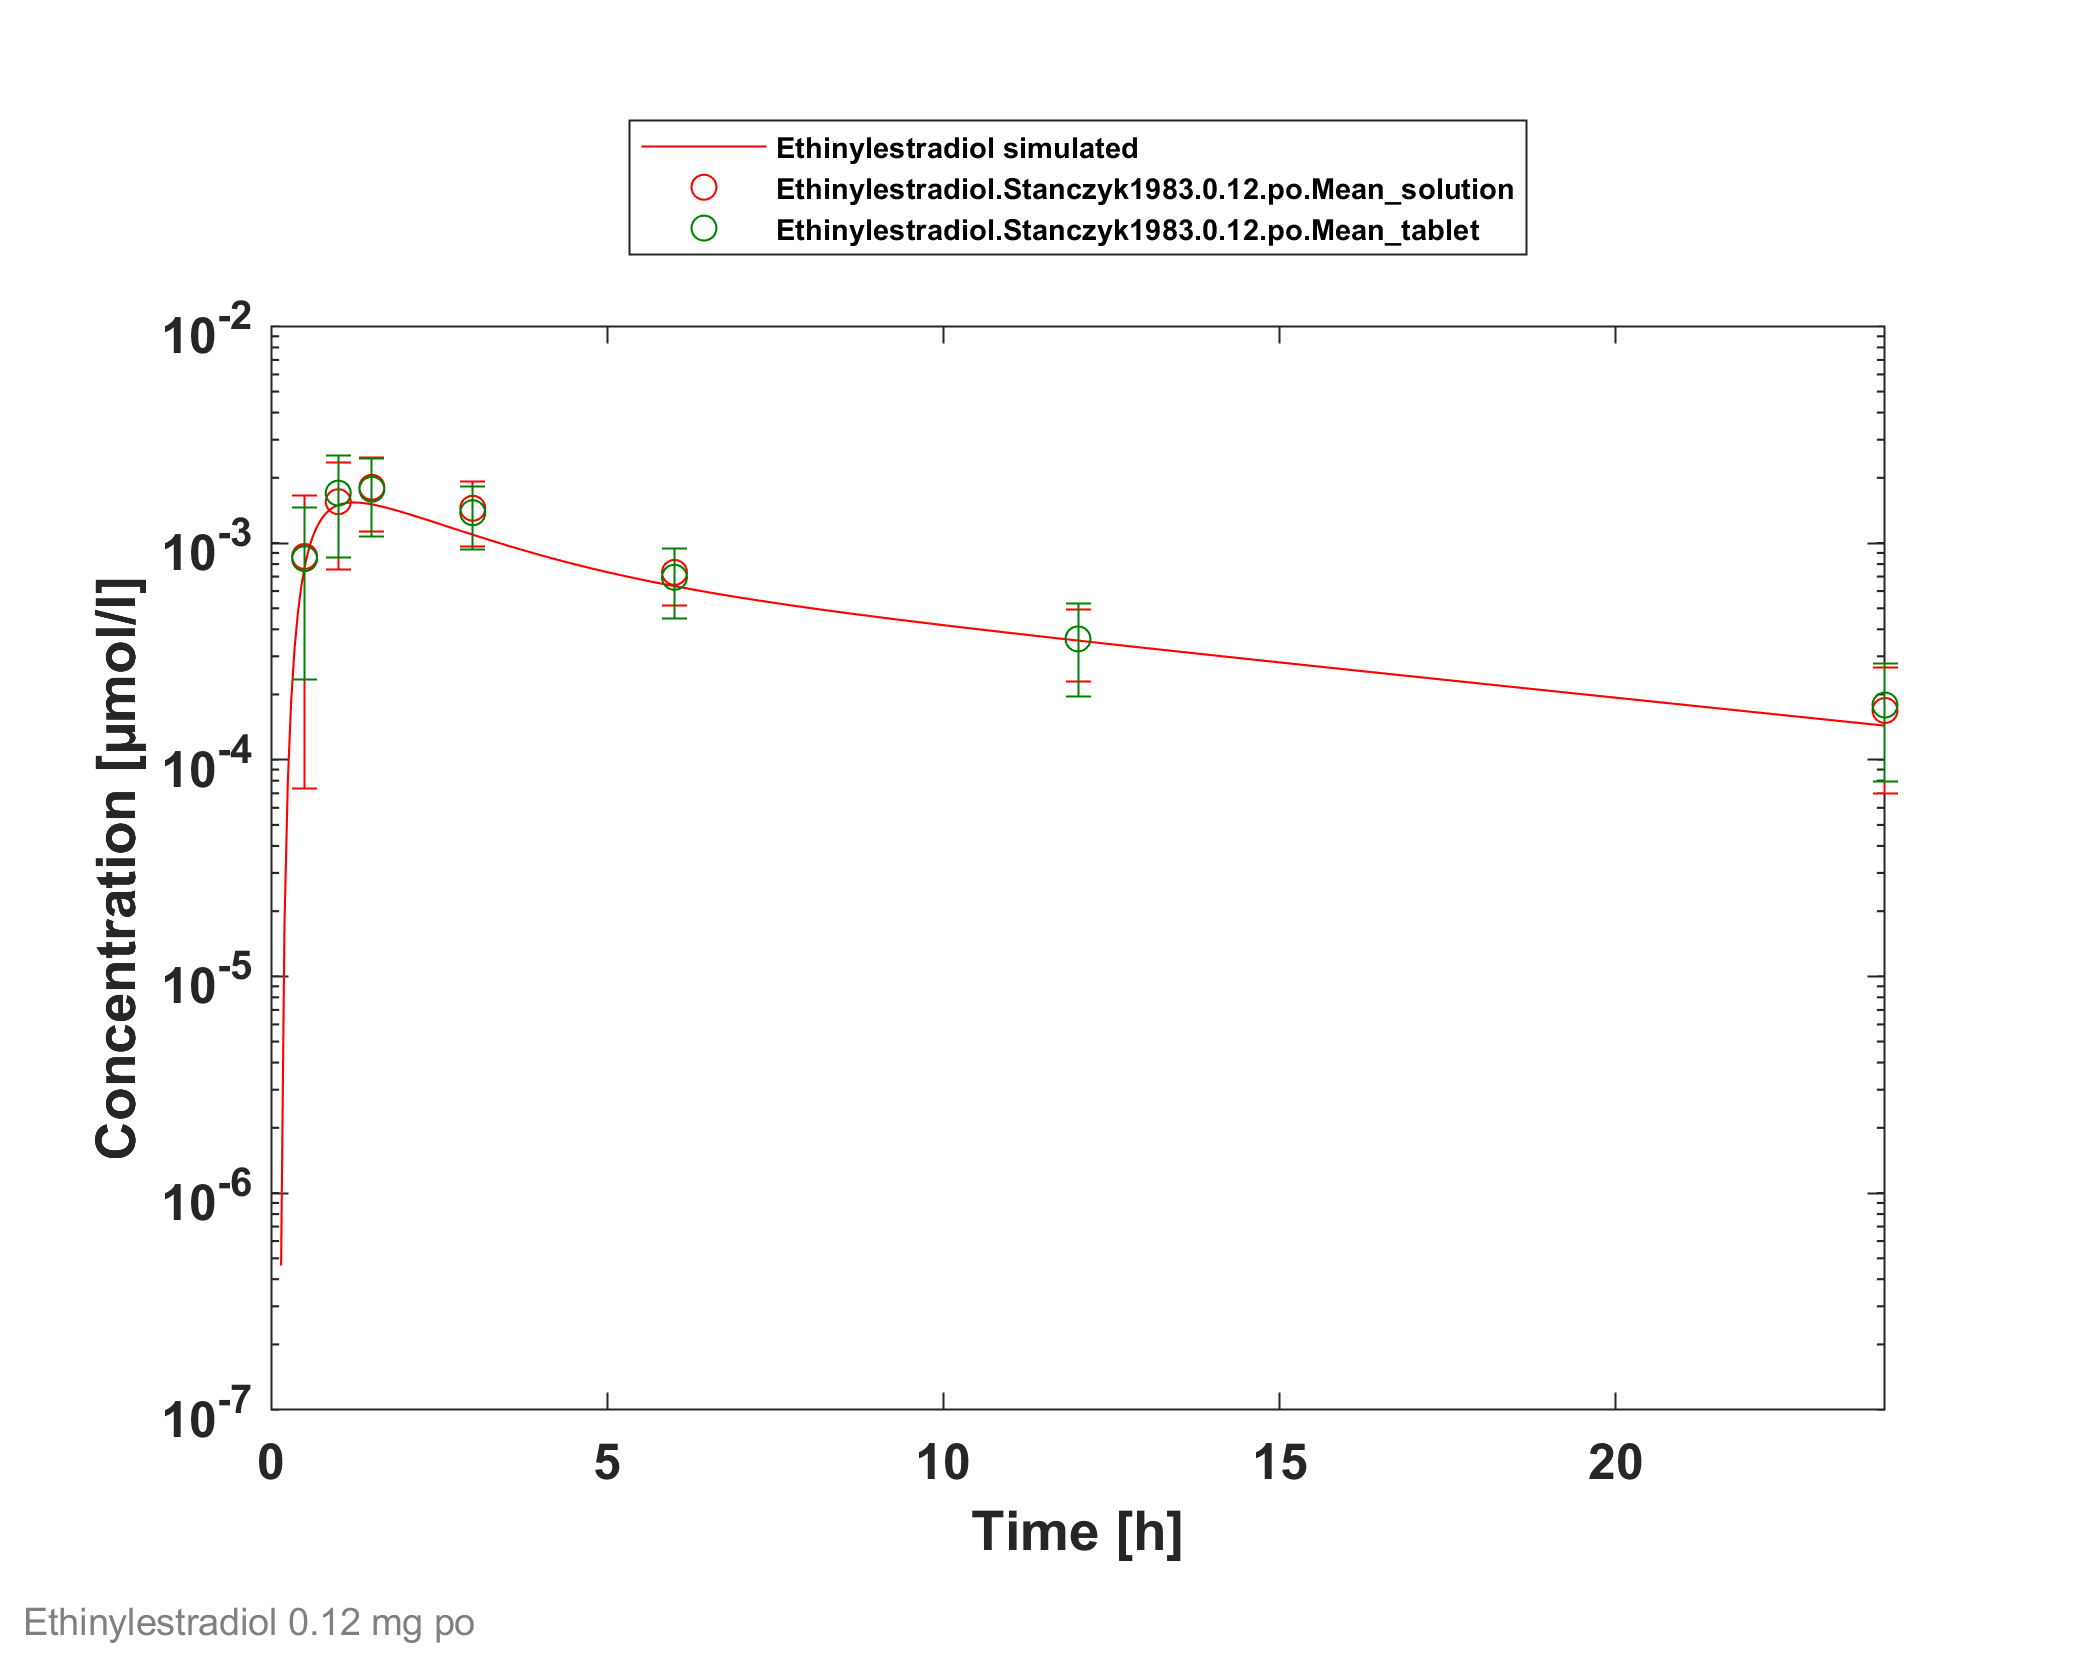 Ethinylestradiol simulated
Ethinylestradiol.Stanczyk1983.0.12.po.Mean_solution
Ethinylestradiol.Stanczyk1983.0.12.po.Mean_tablet
10^-2
10^-3
10^-4
10^-5
10^-6
10^-7
Concentration [µmol/l]
0 5 10 15 20
Time [h]
Ethinylestradiol 0.12 mg po